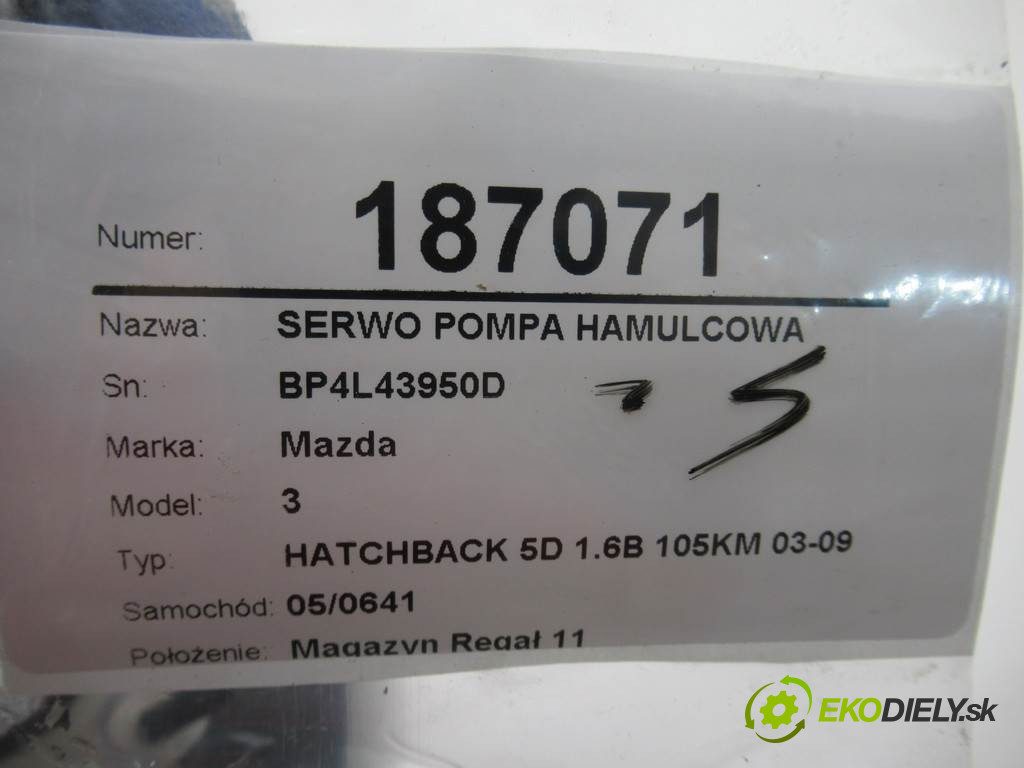 Numer: 187071
Nazwa: SERWO POMPA HAMULCOWA
Sn: BP4L43950D
Marka: Mazda
Model: 3
Typ: HATCHBACK 5D 1.6B 105KM 03-09
Samochód: 05/0641
Położenie: Magazyn Regał 11
EKODIELY.sk